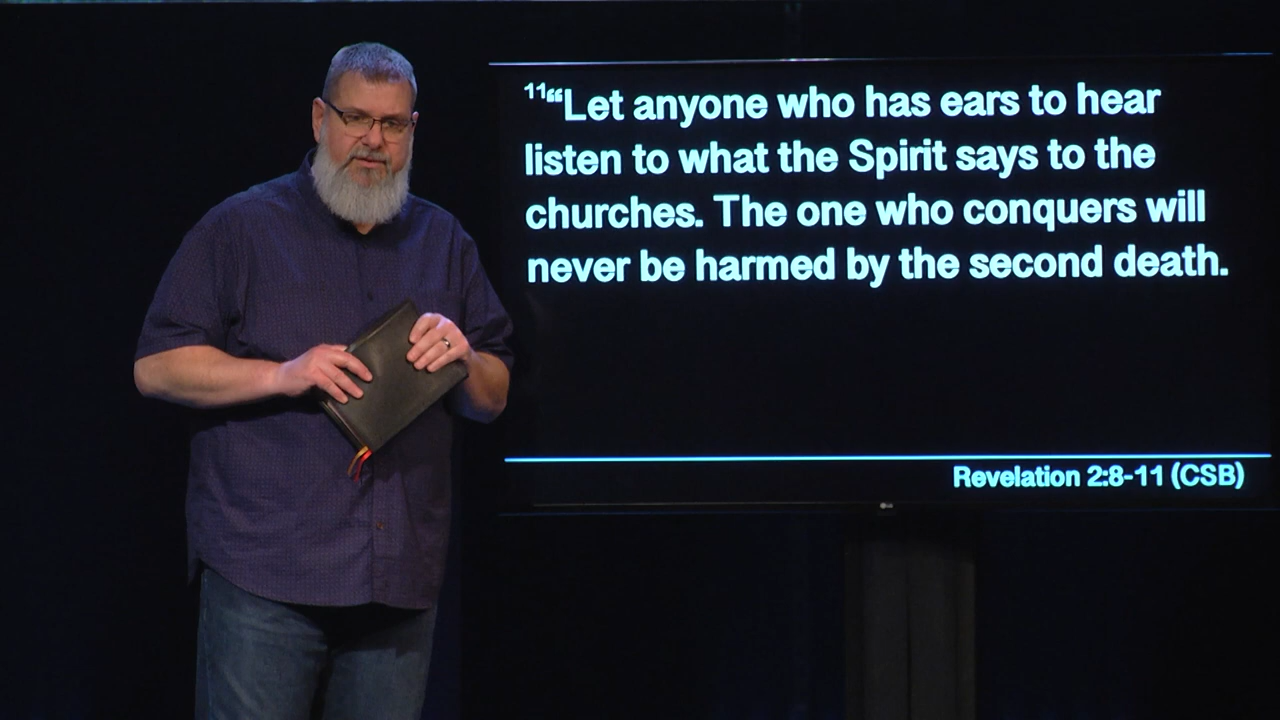 11“Let anyone who has ears to hear
listen to what the Spirit says to the
churches. The one who conquers will
never be harmed by the second death.
Revelation 2:8-11 (CSB)
LG